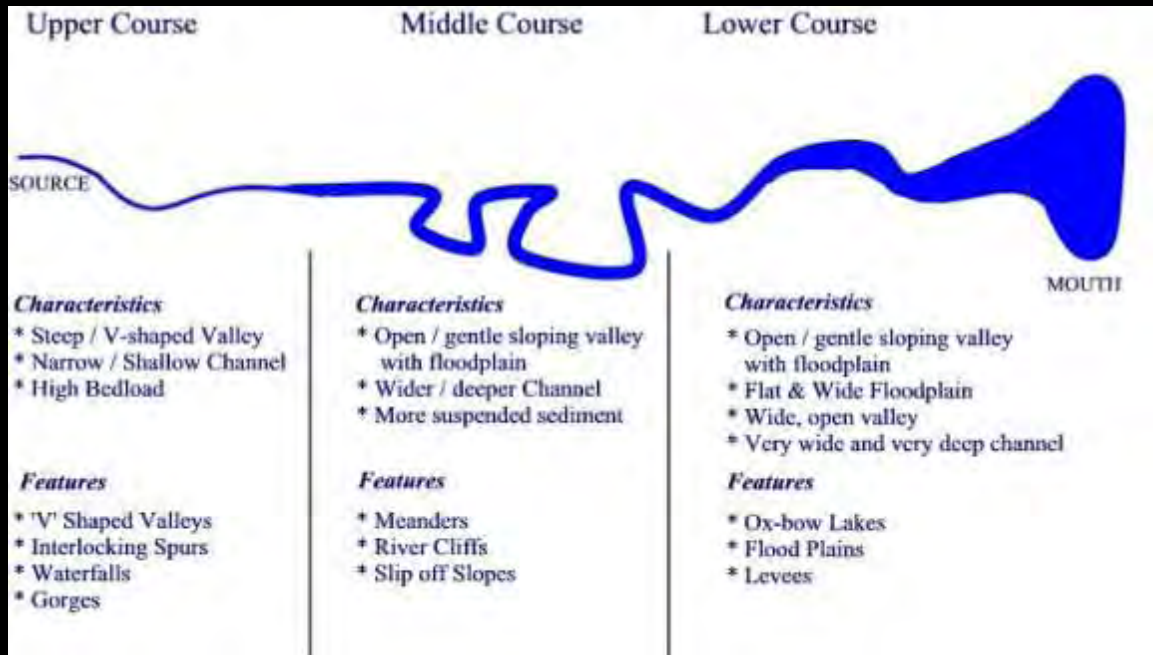 Upper Course
Middle Course
Lower Course
SOURCE
MOUTH
Characteristics
* Steep / V-shaped Valley
* Narrow / Shallow Channel
* High Bedload
Features
* 'V' Shaped Valleys
* Interlocking Spurs
* Waterfalls
* Gorges
Characteristics
* Open / gentle sloping valley
with floodplain
* Wider / deeper Channel
* More suspended sediment
Features
* Meanders
* River Cliffs
* Slip off Slopes
Characteristics
* Open / gentle sloping valley
with floodplain
* Flat & Wide Floodplain
* Wide, open valley
* Very wide and very deep channel
Features
* Ox-bow Lakes
* Flood Plains
* Levees